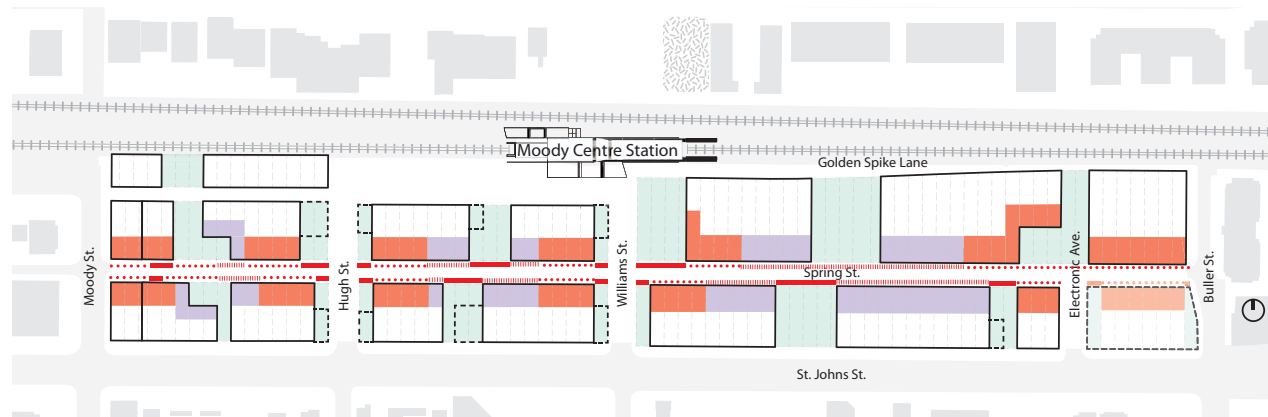 Moody Centre Station
Golden Spike Lane
Moody St.
Hugh St.
Williams St.
Spring St.
Electronic Ave.
Buller St.
St. Johns St.